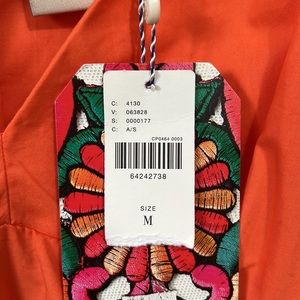 C: 4130
V: 063828
S: 0000177
C: A/S
CP0464 0003
64242738
SIZE
M